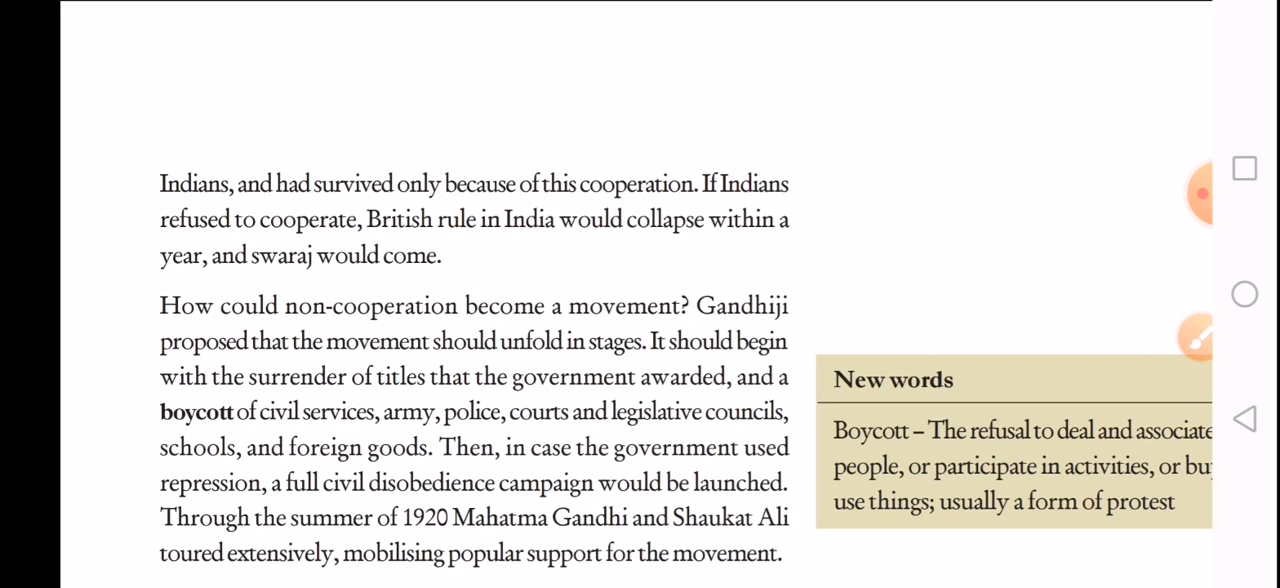 Indians, and had survived only because of this cooperation. If Indians
refused to cooperate, British rule in India would collapse within a
year, and swaraj would come.
How could non-cooperation become a movement? Gandhiji
proposed that the movement should unfold in stages. It should begin
with the surrender of titles that the government awarded, and a
boycott of civil services, army, police, courts and legislative councils,
schools, and foreign goods. Then, in case the government used
repression, a full civil disobedience campaign would be launched.
Through the summer of 1920 Mahatma Gandhi and Shaukat Ali
toured extensively, mobilising popular support for the movement.
New words
Boycott – The refusal to deal and associate
people, or participate in activities, or
use things; usually a form of protest